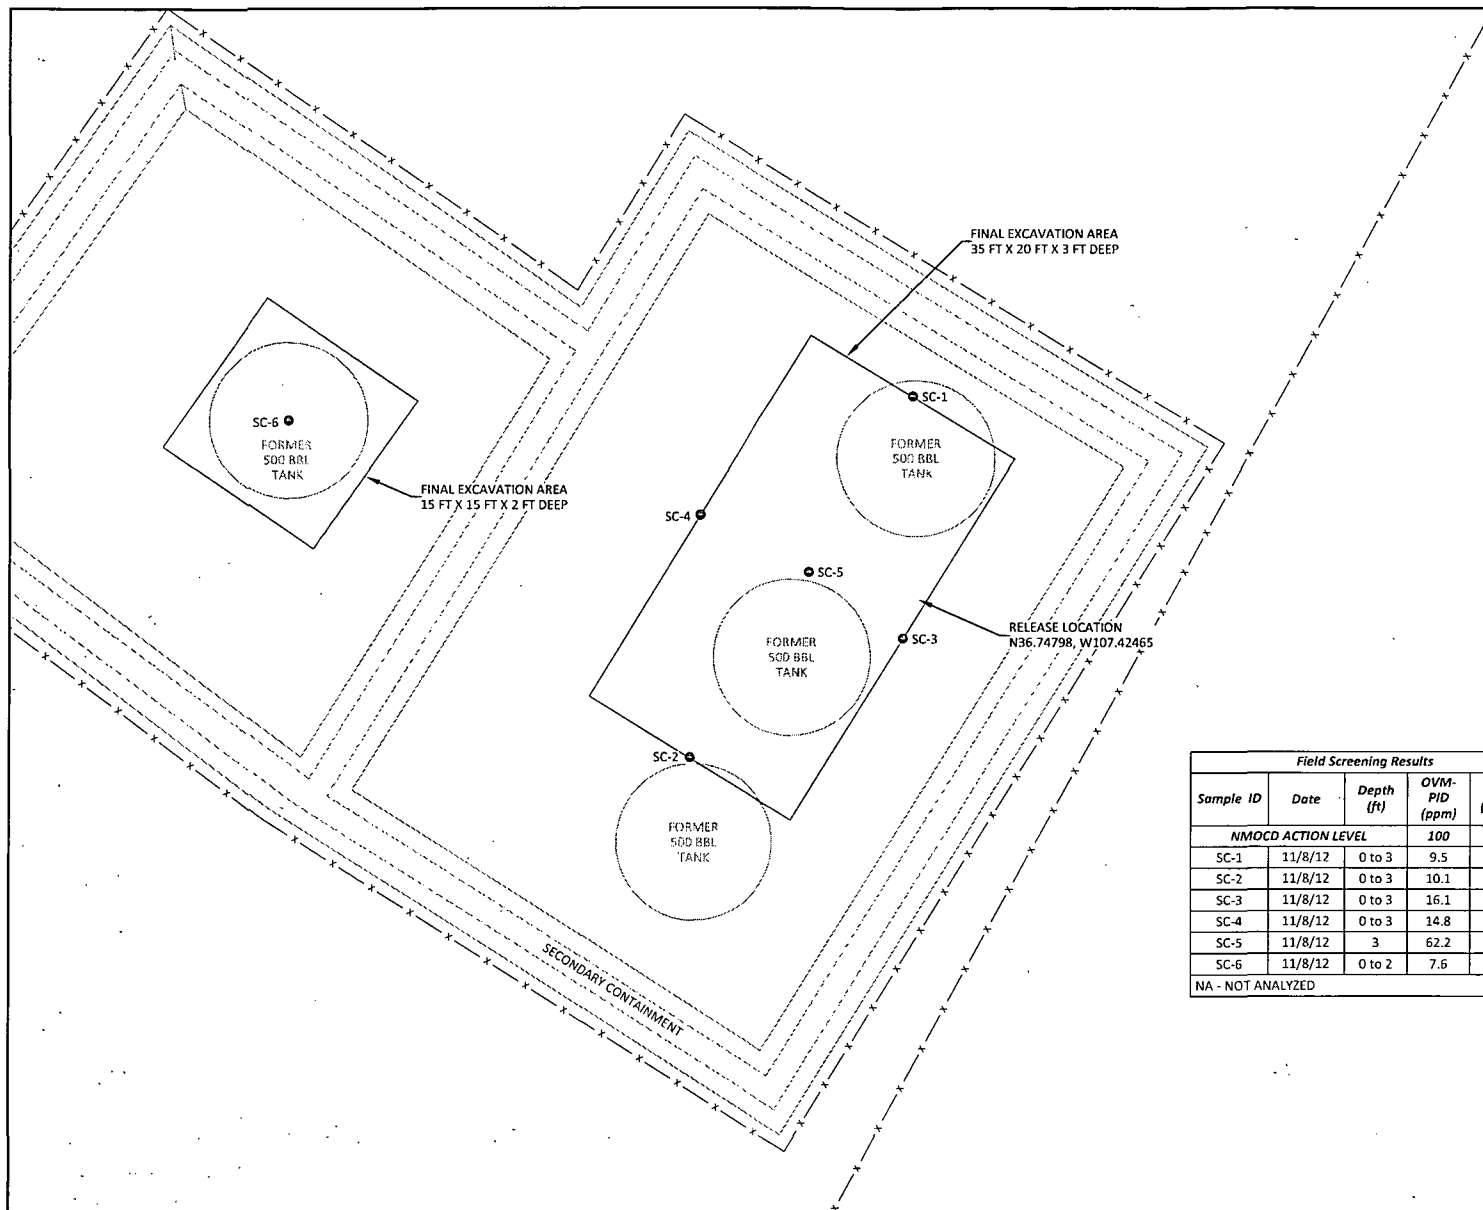 FINAL EXCAVATION AREA
35 FT X 20 FT X 3 FT DEEP
SC-1
FORMER
500 BBL
TANK
SC-6
FORMER
500 BBL
TANK
FINAL EXCAVATION AREA
15 FT X 15 FT X 2 FT DEEP
SC-4
SC-5
RELEASE LOCATION
N36.74798, W107.42465
SC-3
FORMER
500 BBL
TANK
SC-2
FORMER
500 BBL
TANK
SECONDARY CONTAINMENT
Field Screening Results
Sample ID Date Depth (ft) OVM-PID (ppm)
NMOCD ACTION LEVEL 100
SC-1 11/8/12 0 to 3 9.5
SC-2 11/8/12 0 to 3 10.1
SC-3 11/8/12 0 to 3 16.1
SC-4 11/8/12 0 to 3 14.8
SC-5 11/8/12 3 62.2
SC-6 11/8/12 0 to 2 7.6
NA - NOT ANALYZED